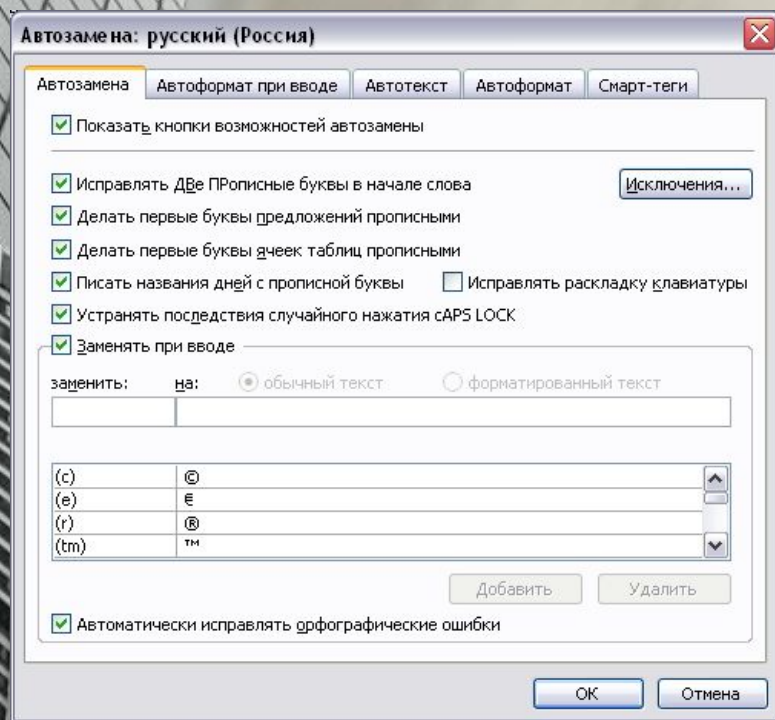 Автозамена: русский (Россия)
Автозамена Автоформат при вводе Автотекст Автоформат Смарт-теги
Показать кнопки возможностей автозамены
Исправлять ДВе ПРописные буквы в начале слова Исключения...
Делать первые буквы предложений прописными
Делать первые буквы ячеек таблиц прописными
Писать названия дней с прописной буквы Исправлять раскладку клавиатуры
Устранять последствия случайного нажатия cAPS LOCK
Заменять при вводе
заменить: на: обычный текст форматированный текст
(c) ©
(e) €
(r) ®
(tm) ™
Добавить Удалить
Автоматически исправлять орфографические ошибки
ОК Отмена